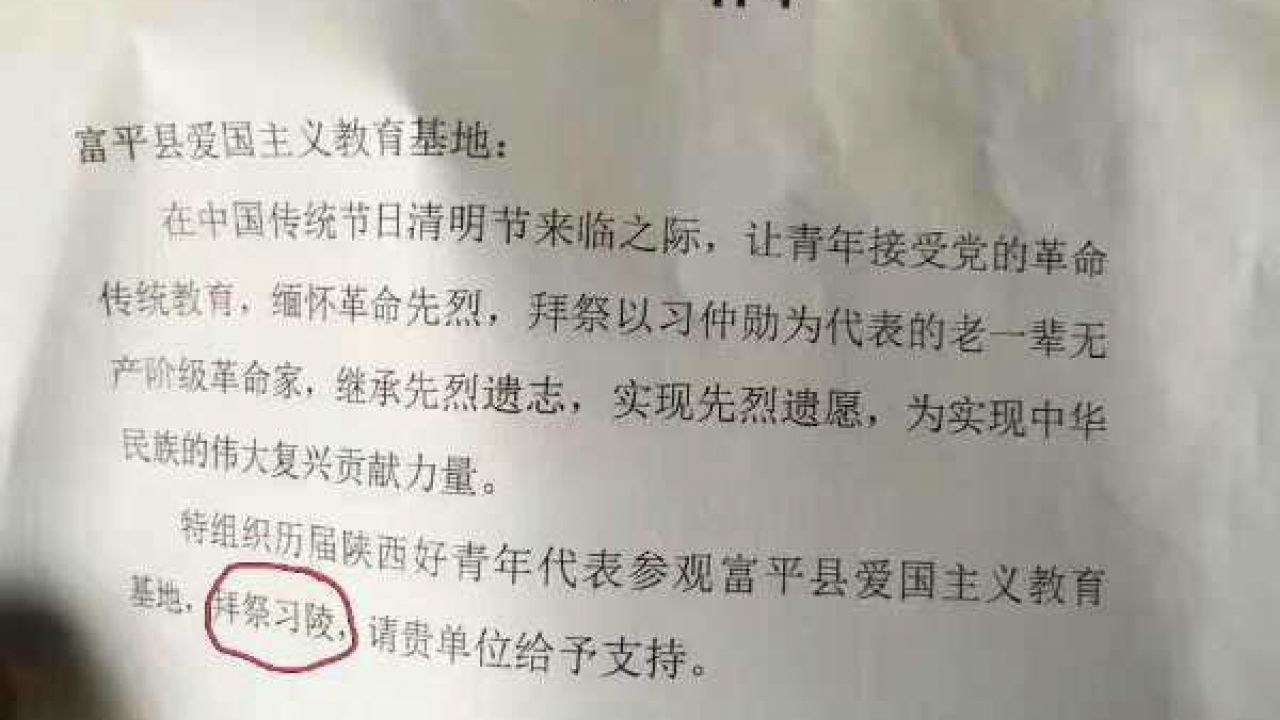 富平县爱国主义教育基地：
在中国传统节日清明节来临之际，让青年接受党的革命
传统教育，缅怀革命先烈，拜祭以习仲勋为代表的老一辈无
产阶级革命家，继承先烈遗志，实现先烈遗愿，为实现中华
民族的伟大复兴贡献力量。
特组织历届陕西好青年代表参观富平县爱国主义教育
基地，拜祭习陵，请贵单位给予支持。